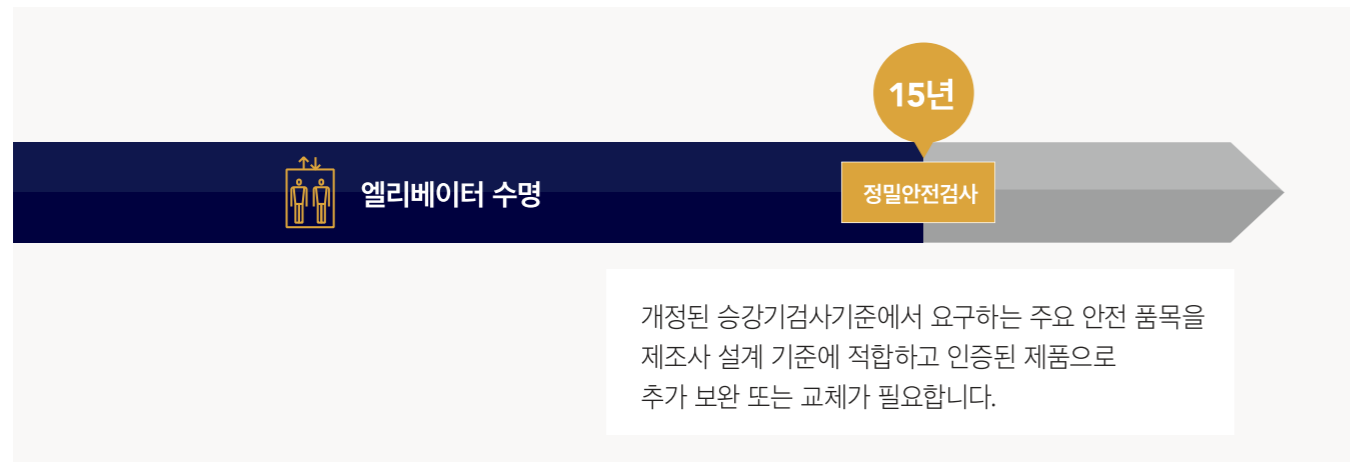 15년
엘리베이터 수명
정밀안전검사
개정된 승강기검사기준에서 요구하는 주요 안전 품목을
제조사 설계 기준에 적합하고 인증된 제품으로
추가 보완 또는 교체가 필요합니다.